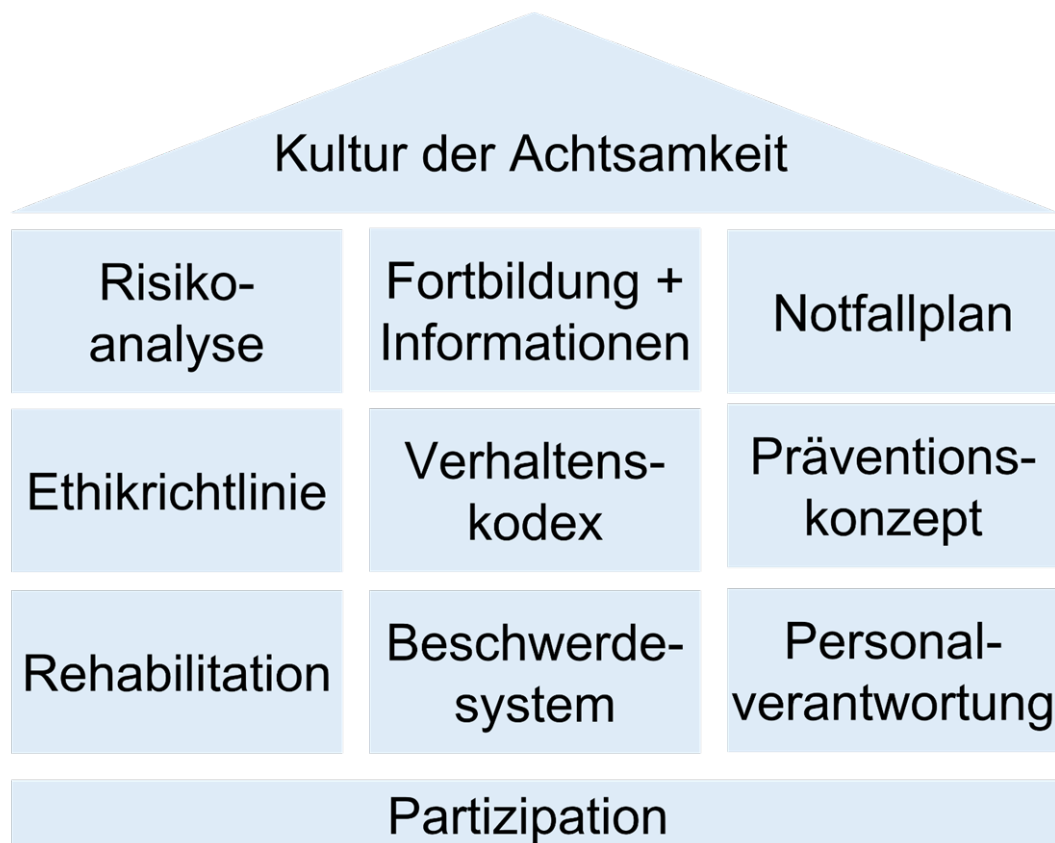 Kultur der Achtsamkeit
Risiko-
analyse
Fortbildung +
Informationen
Notfallplan
Ethikrichtlinie
Verhaltens-
kodex
Präventions-
konzept
Rehabilitation
Beschwerde-
system
Personal-
verantwortung
Partizipation